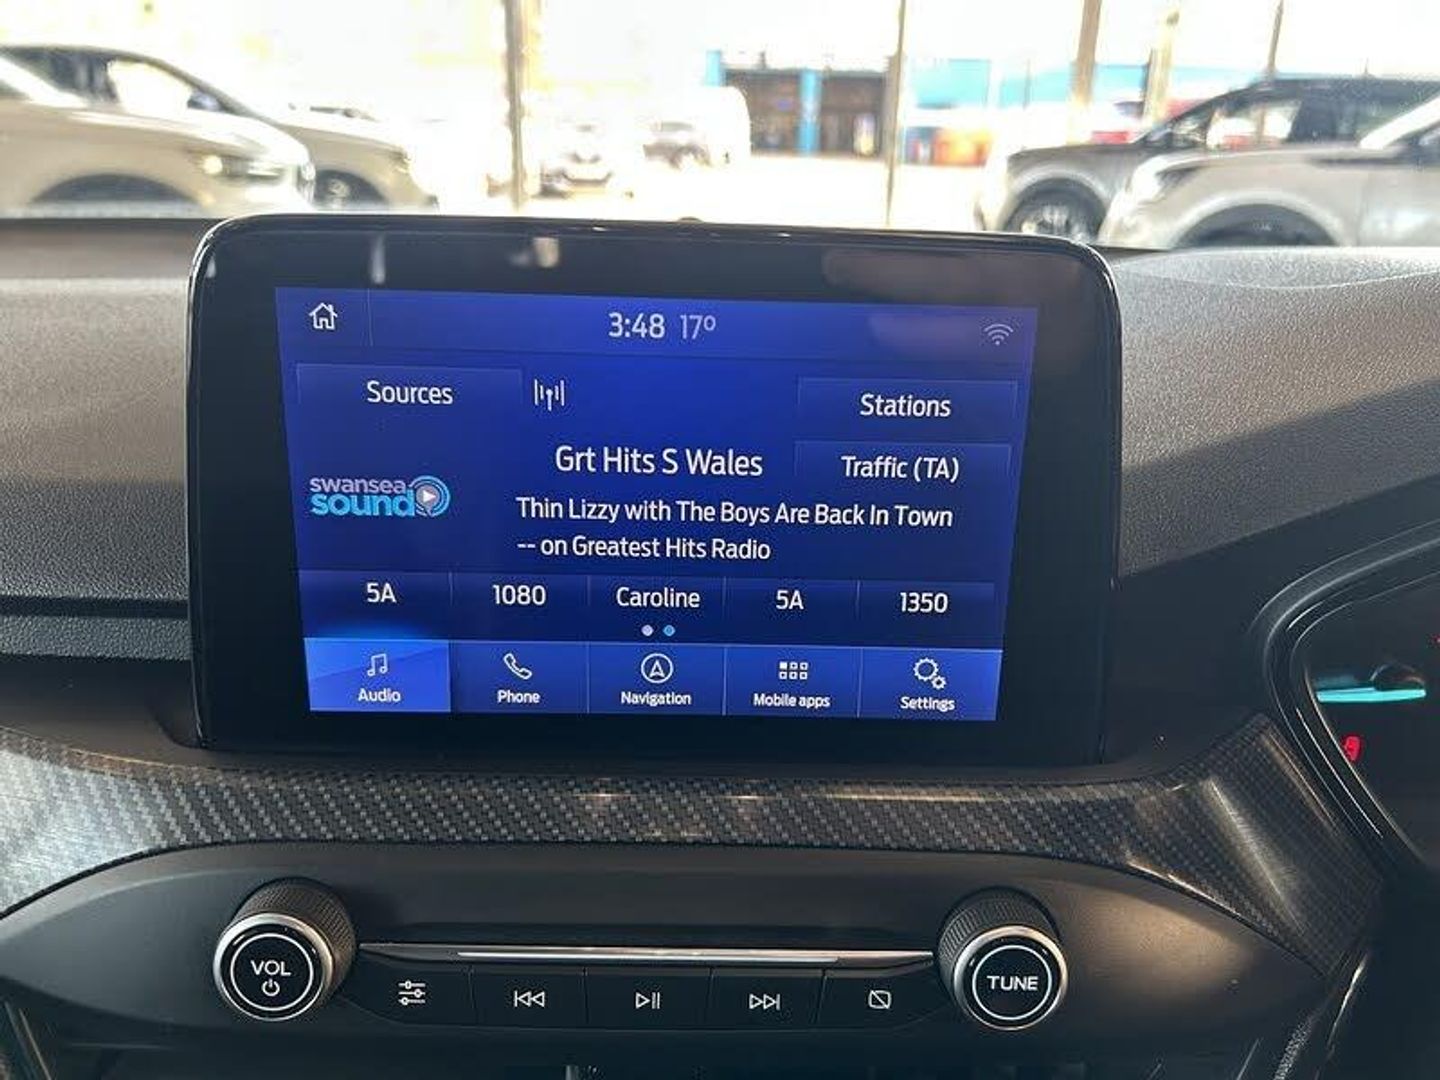 3:48 17°
Sources
Stations
Grt Hits S Wales
Traffic (TA)
swansea
sound
Thin Lizzy with The Boys Are Back In Town
-- on Greatest Hits Radio
5A 1080 Caroline 5A 1350
Audio Phone Navigation Mobile apps Settings
VOL
TUNE